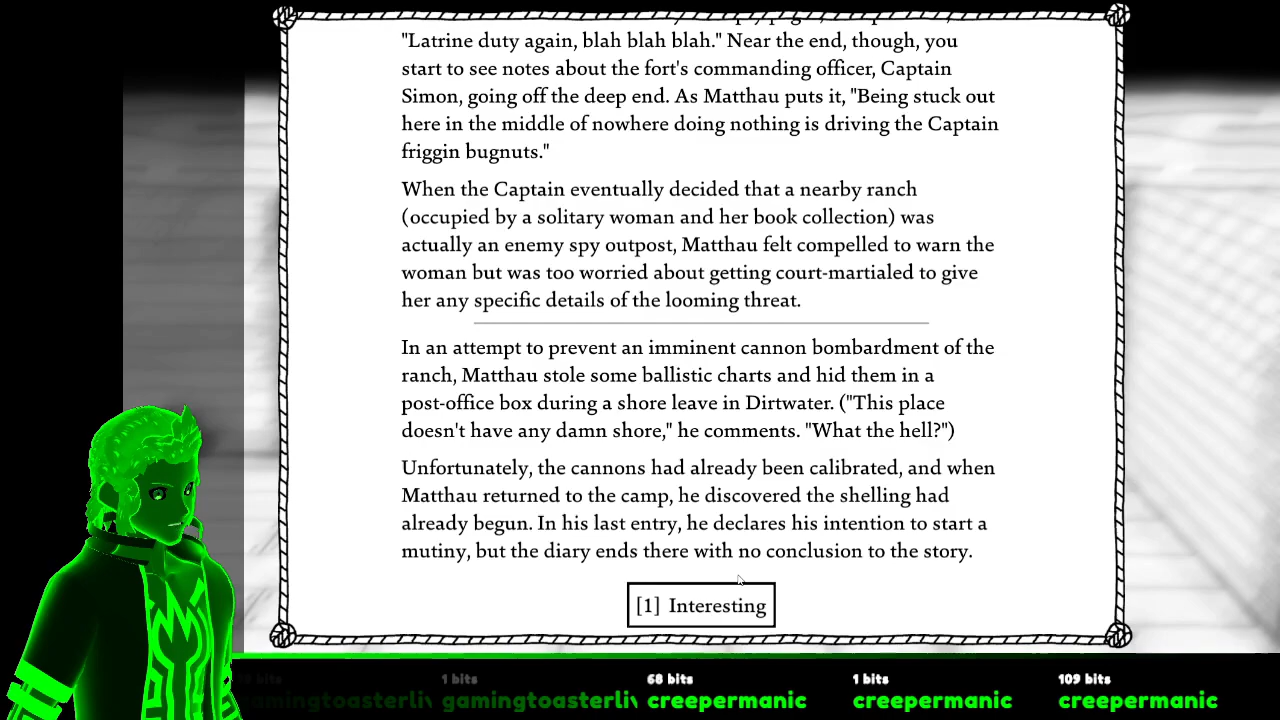 "Latrine duty again, blah blah blah." Near the end, though, you
start to see notes about the fort's commanding officer, Captain
Simon, going off the deep end. As Matthau puts it, "Being stuck out
here in the middle of nowhere doing nothing is driving the Captain
friggin bugnuts."
When the Captain eventually decided that a nearby ranch
(occupied by a solitary woman and her book collection) was
actually an enemy spy outpost, Matthau felt compelled to warn the
woman but was too worried about getting court-martialed to give
her any specific details of the looming threat.
In an attempt to prevent an imminent cannon bombardment of the
ranch, Matthau stole some ballistic charts and hid them in a
post-office box during a shore leave in Dirtwater. ("This place
doesn't have any damn shore," he comments. "What the hell?")
Unfortunately, the cannons had already been calibrated, and when
Matthau returned to the camp, he discovered the shelling had
already begun. In his last entry, he declares his intention to start a
mutiny, but the diary ends there with no conclusion to the story.
[1] Interesting
bits 1 bits 68 bits 1 bits 109 bits
amingtoasterliv gamingtoasterliv creepermanic creepermanic creepermanic